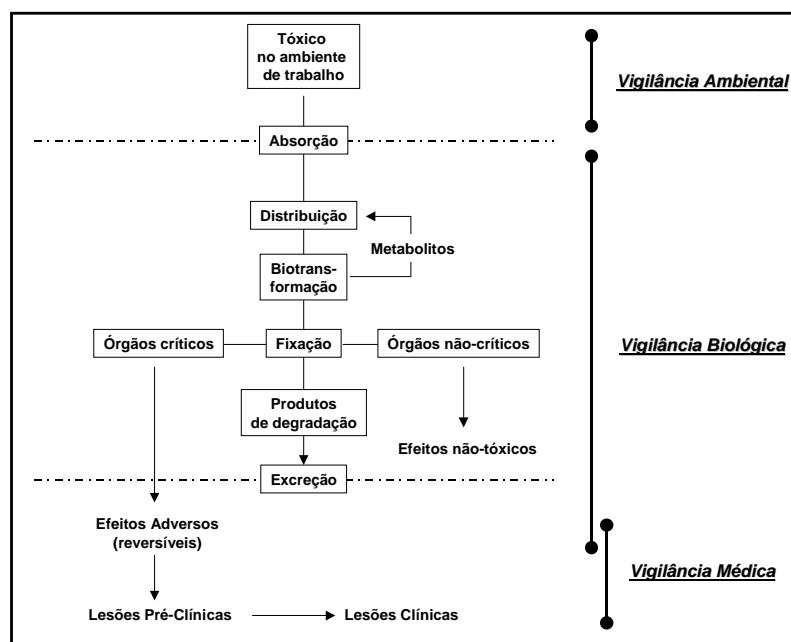 Tóxico
no ambiente
de trabalho
Vigilância Ambiental
Absorção
Distribuição
Metabolitos
Biotrans-
formação
Órgãos críticos
Fixação
Órgãos não-críticos
Vigilância Biológica
Produtos
de degradação
Efeitos não-tóxicos
Excreção
Efeitos Adversos
(reversíveis)
Vigilância Médica
Lesões Pré-Clínicas
Lesões Clínicas